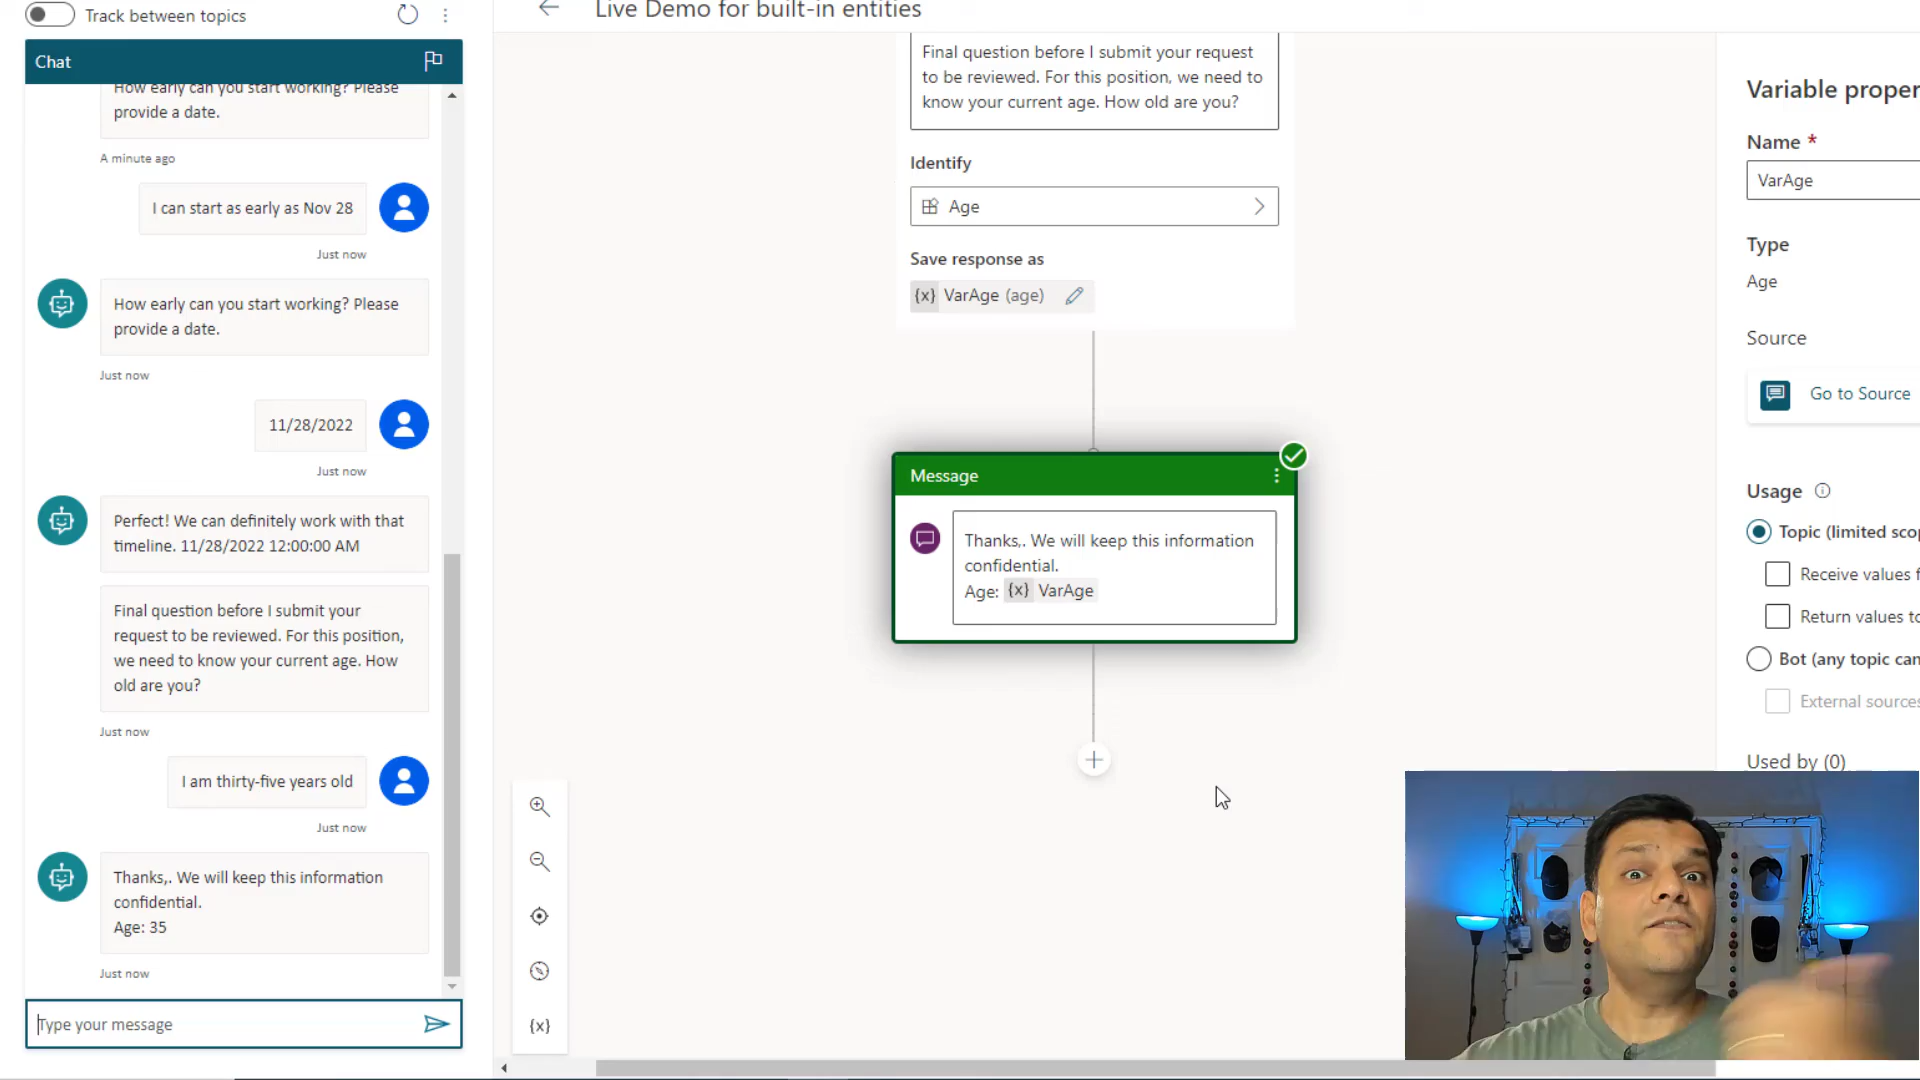 Track between topics
Live Demo for built-in entities
Chat
How early can you start working? Please
provide a date.
A minute ago
I can start as early as Nov 28
Just now
How early can you start working? Please
provide a date.
Just now
11/28/2022
Just now
Perfect! We can definitely work with that
timeline. 11/28/2022 12:00:00 AM
Final question before I submit your
request to be reviewed. For this position,
we need to know your current age. How
old are you?
Just now
I am thirty-five years old
Just now
Thanks,. We will keep this information
confidential.
Age: 35
Just now
Type your message
Final question before I submit your request
to be reviewed. For this position, we need to
know your current age. How old are you?
Identify
Age
Save response as
{x} VarAge (age)
Message
Thanks,. We will keep this information
confidential.
Age: {x} VarAge
{x}
Variable proper
Name *
VarAge
Type
Age
Source
Go to Source
Usage
Topic (limited scop
Receive values f
Return values to
Bot (any topic can
External sources
Used by (0)